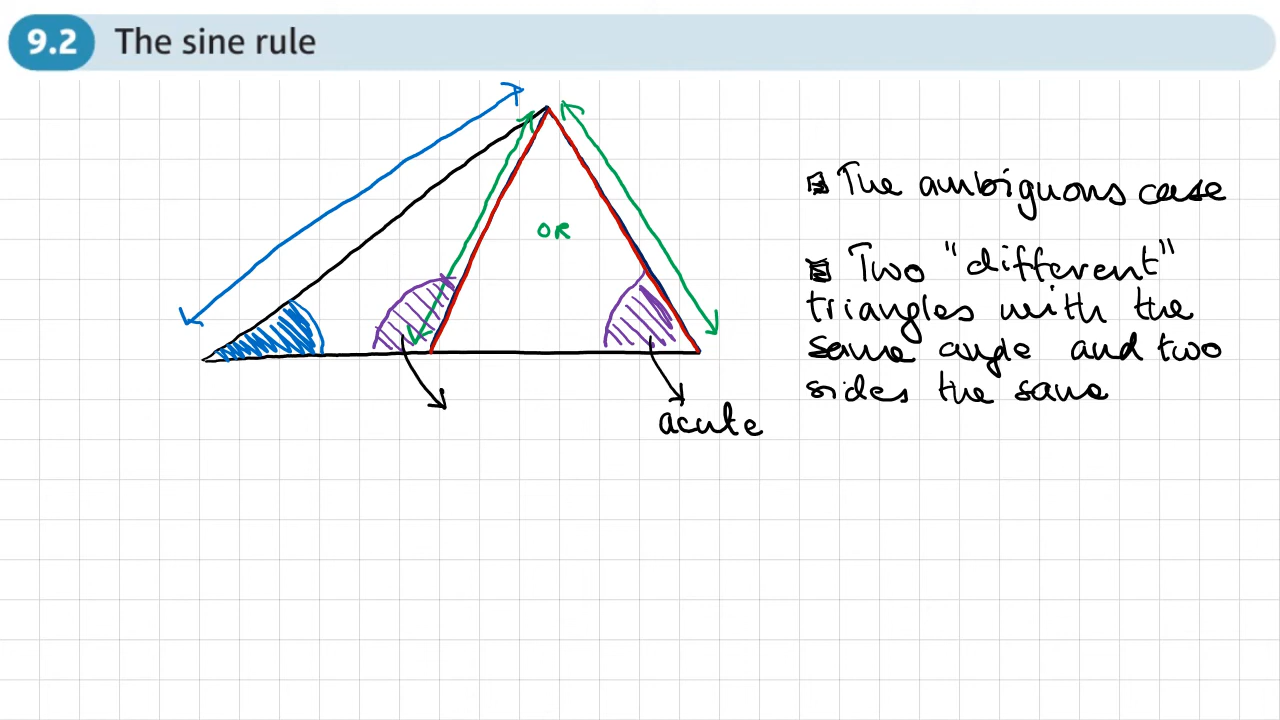 9.2 The sine rule
The ambiguous case
OR
Two "different"
triangles with the
same angle and two
sides the same
acute